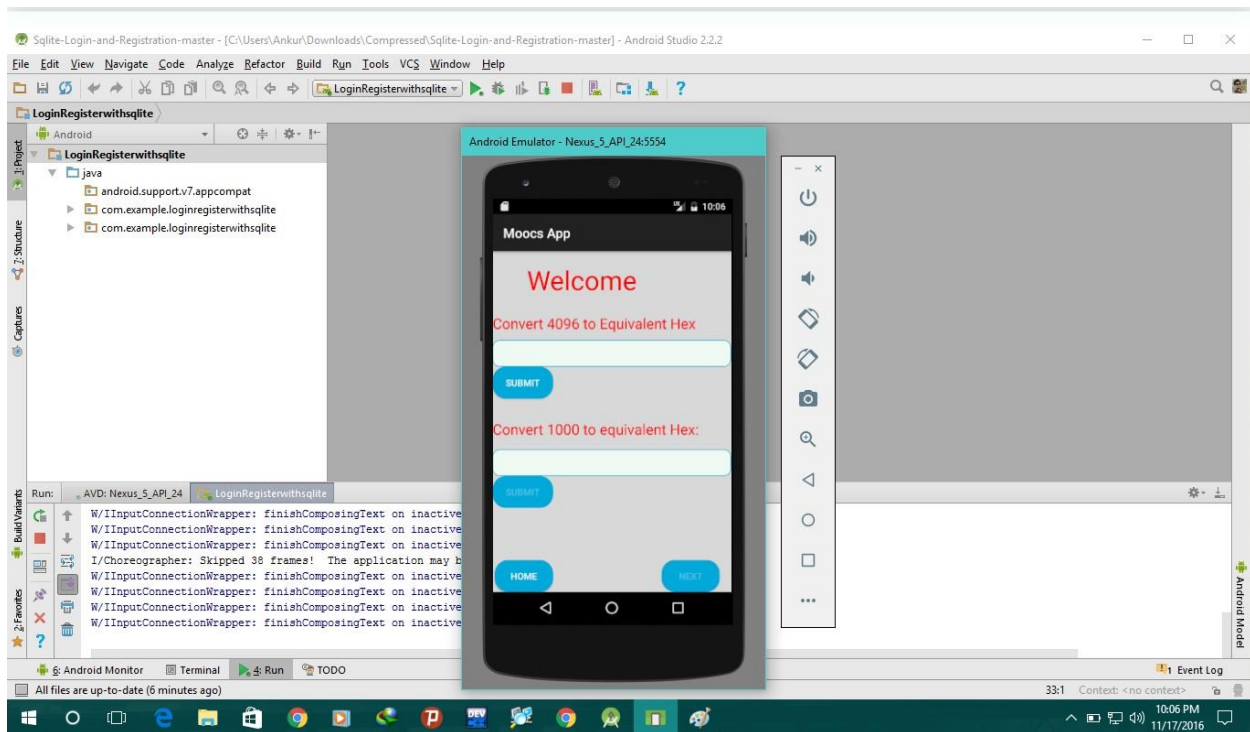 Sqlite-Login-and-Registration-master - [C:\Users\Ankur\Downloads\Compressed\Sqlite-Login-and-Registration-master] - Android Studio 2.2.2
File Edit View Navigate Code Analyze Refactor Build Run Tools VCS Window Help
LoginRegisterwithsqlite
LoginRegisterwithsqlite
Android
1: Project
LoginRegisterwithsqlite
java
android.support.v7.appcompat
com.example.loginregisterwithsqlite
com.example.loginregisterwithsqlite
7: Structure
Captures
Android Emulator - Nexus_5_API_24:5554
10:06
Moocs App
Welcome
Convert 4096 to Equivalent Hex
SUBMIT
Convert 1000 to equivalent Hex:
SUBMIT
HOME NEXT
Build Variants
2: Favorites
Run: AVD: Nexus_5_API_24 LoginRegisterwithsqlite
W/IInputConnectionWrapper: finishComposingText on inactive
W/IInputConnectionWrapper: finishComposingText on inactive
W/IInputConnectionWrapper: finishComposingText on inactive
I/Choreographer: Skipped 38 frames! The application may b
W/IInputConnectionWrapper: finishComposingText on inactive
W/IInputConnectionWrapper: finishComposingText on inactive
W/IInputConnectionWrapper: finishComposingText on inactive
W/IInputConnectionWrapper: finishComposingText on inactive
Android Model
6: Android Monitor Terminal 4: Run TODO 1 Event Log
All files are up-to-date (6 minutes ago) 33:1 Context: <no context>
DEV
10:06 PM
11/17/2016